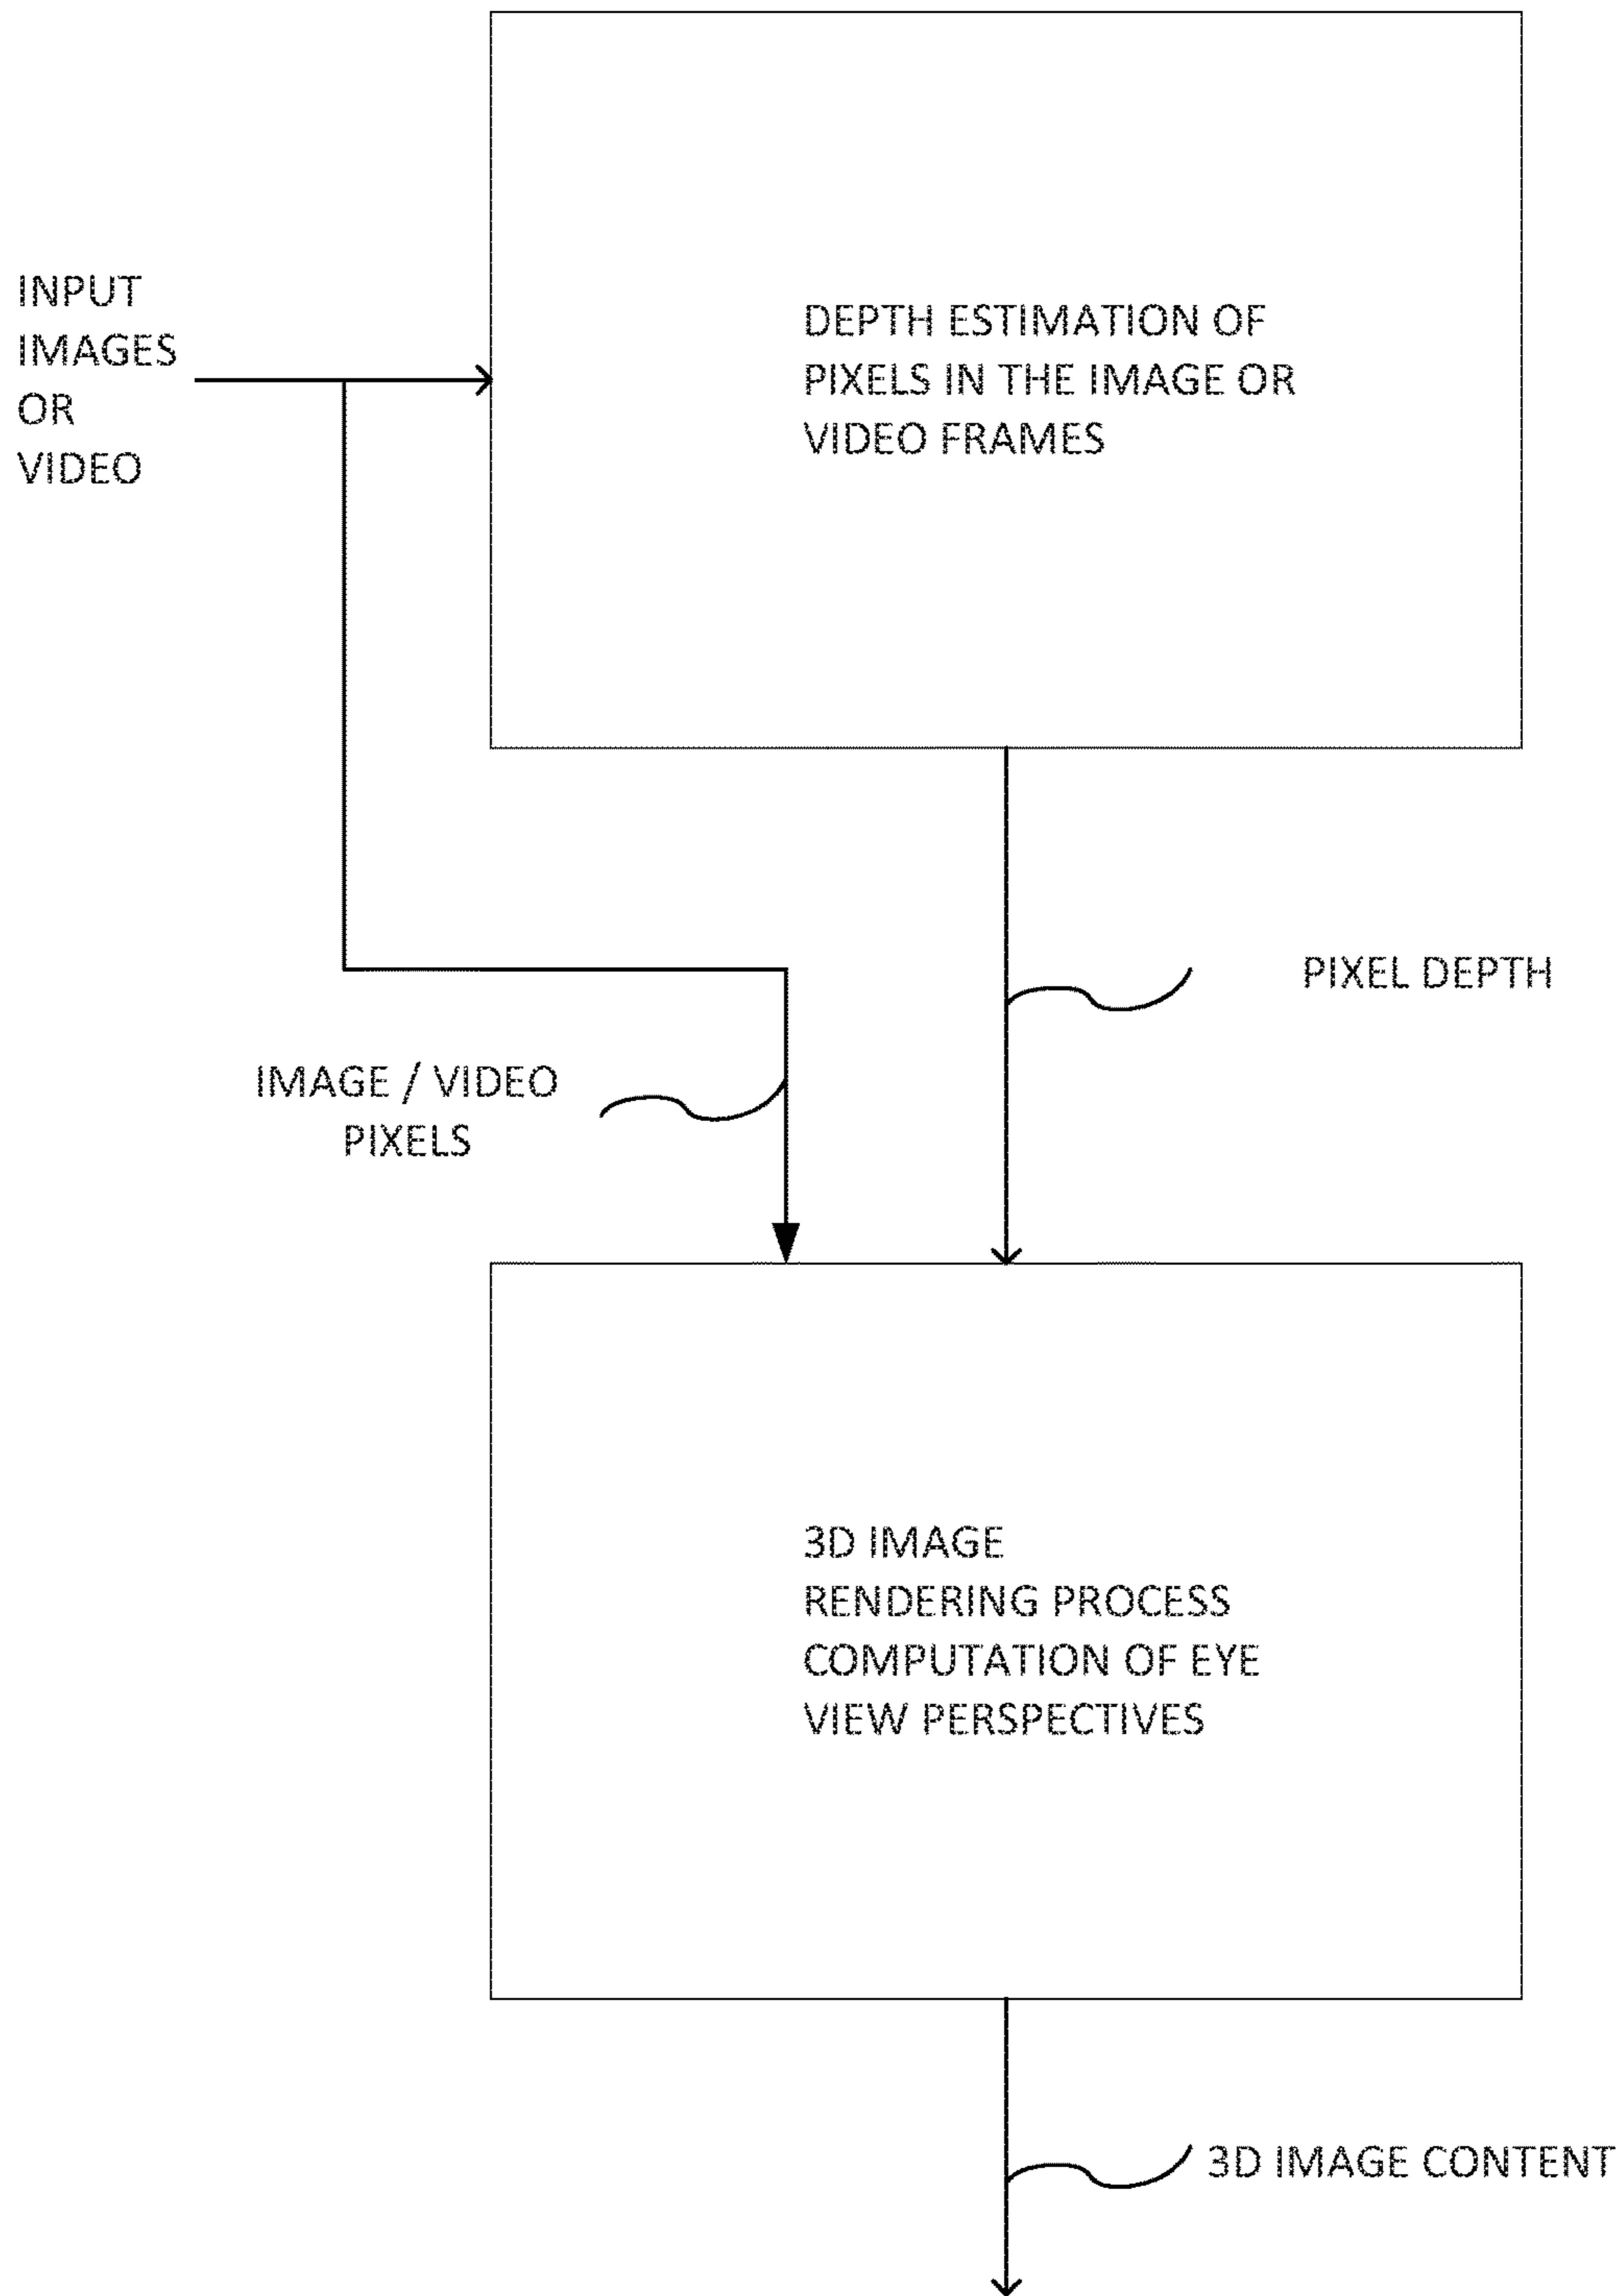 INPUT
IMAGES
OR
VIDEO
DEPTH ESTIMATION OF
PIXELS IN THE IMAGE OR
VIDEO FRAMES
PIXEL DEPTH
IMAGE / VIDEO
PIXELS
3D IMAGE
RENDERING PROCESS
COMPUTATION OF EYE
VIEW PERSPECTIVES
3D IMAGE CONTENT